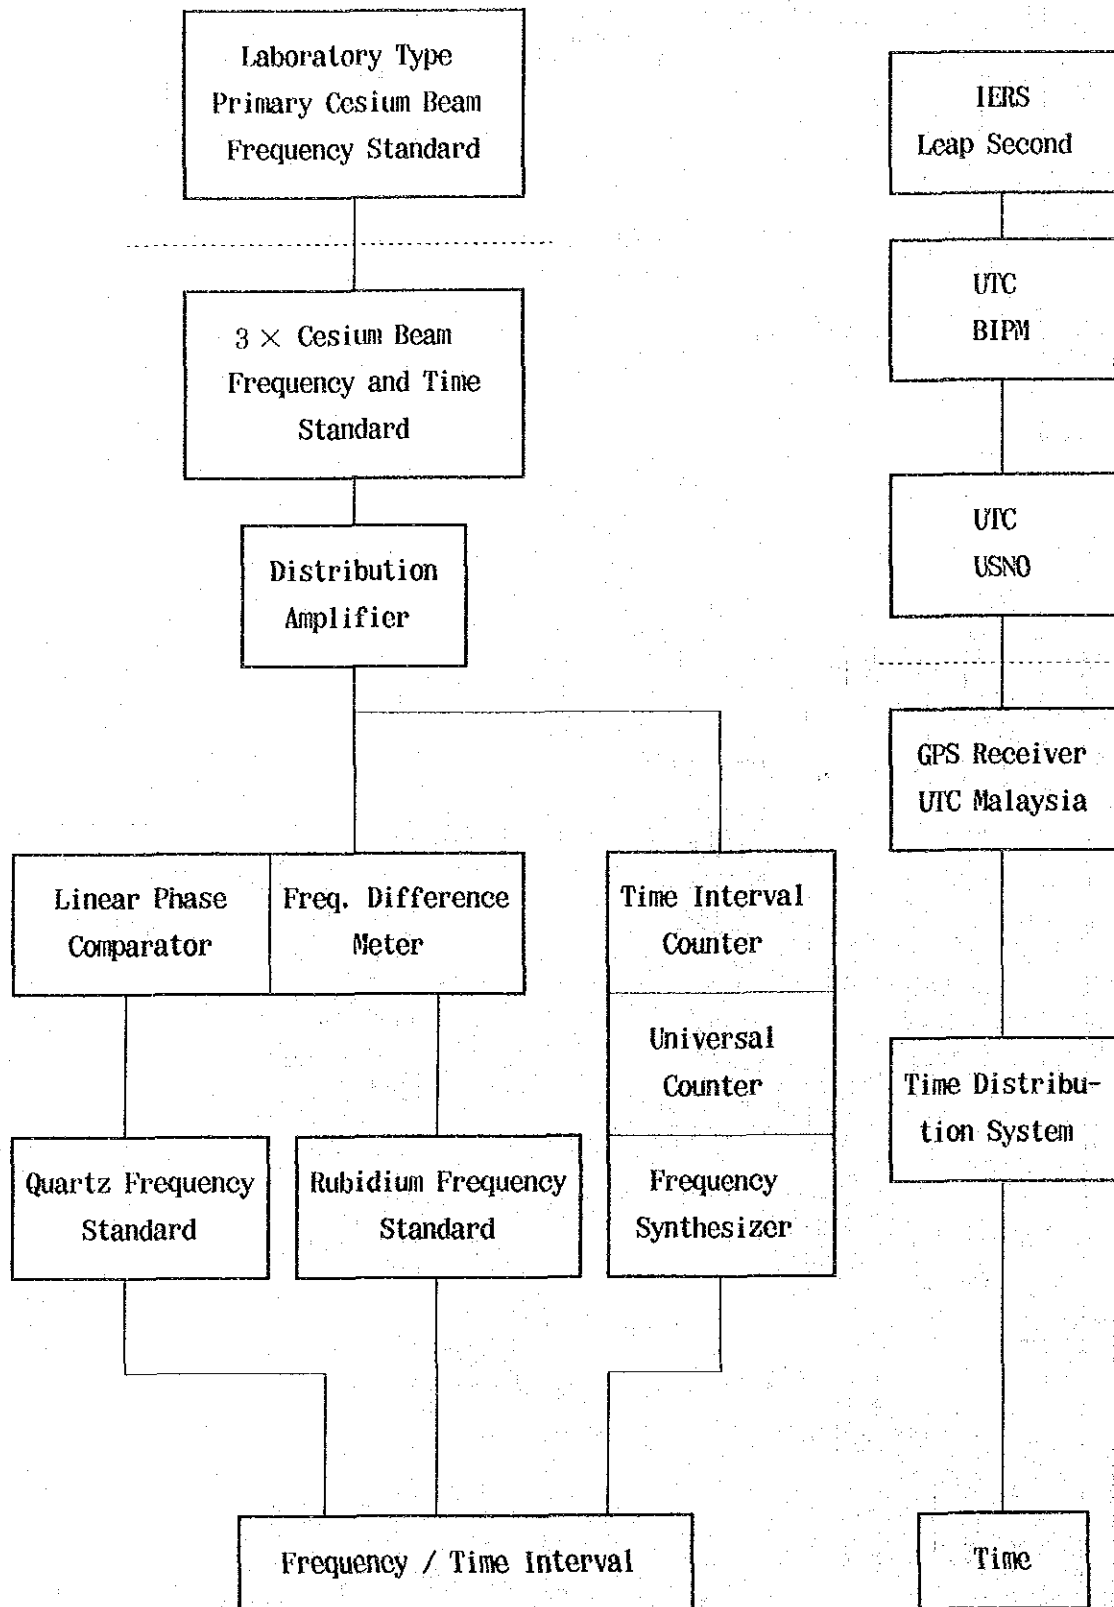 Laboratory Type
Primary Cesium Beam
Frequency Standard
IERS
Leap Second
UTC
BIPM
3 × Cesium Beam
Frequency and Time
Standard
UTC
USNO
Distribution
Amplifier
GPS Receiver
UTC Malaysia
Linear Phase
Comparator
Freq. Difference
Meter
Time Interval
Counter
Universal
Counter
Time Distribu-
tion System
Quartz Frequency
Standard
Rubidium Frequency
Standard
Frequency
Synthesizer
Frequency / Time Interval
Time